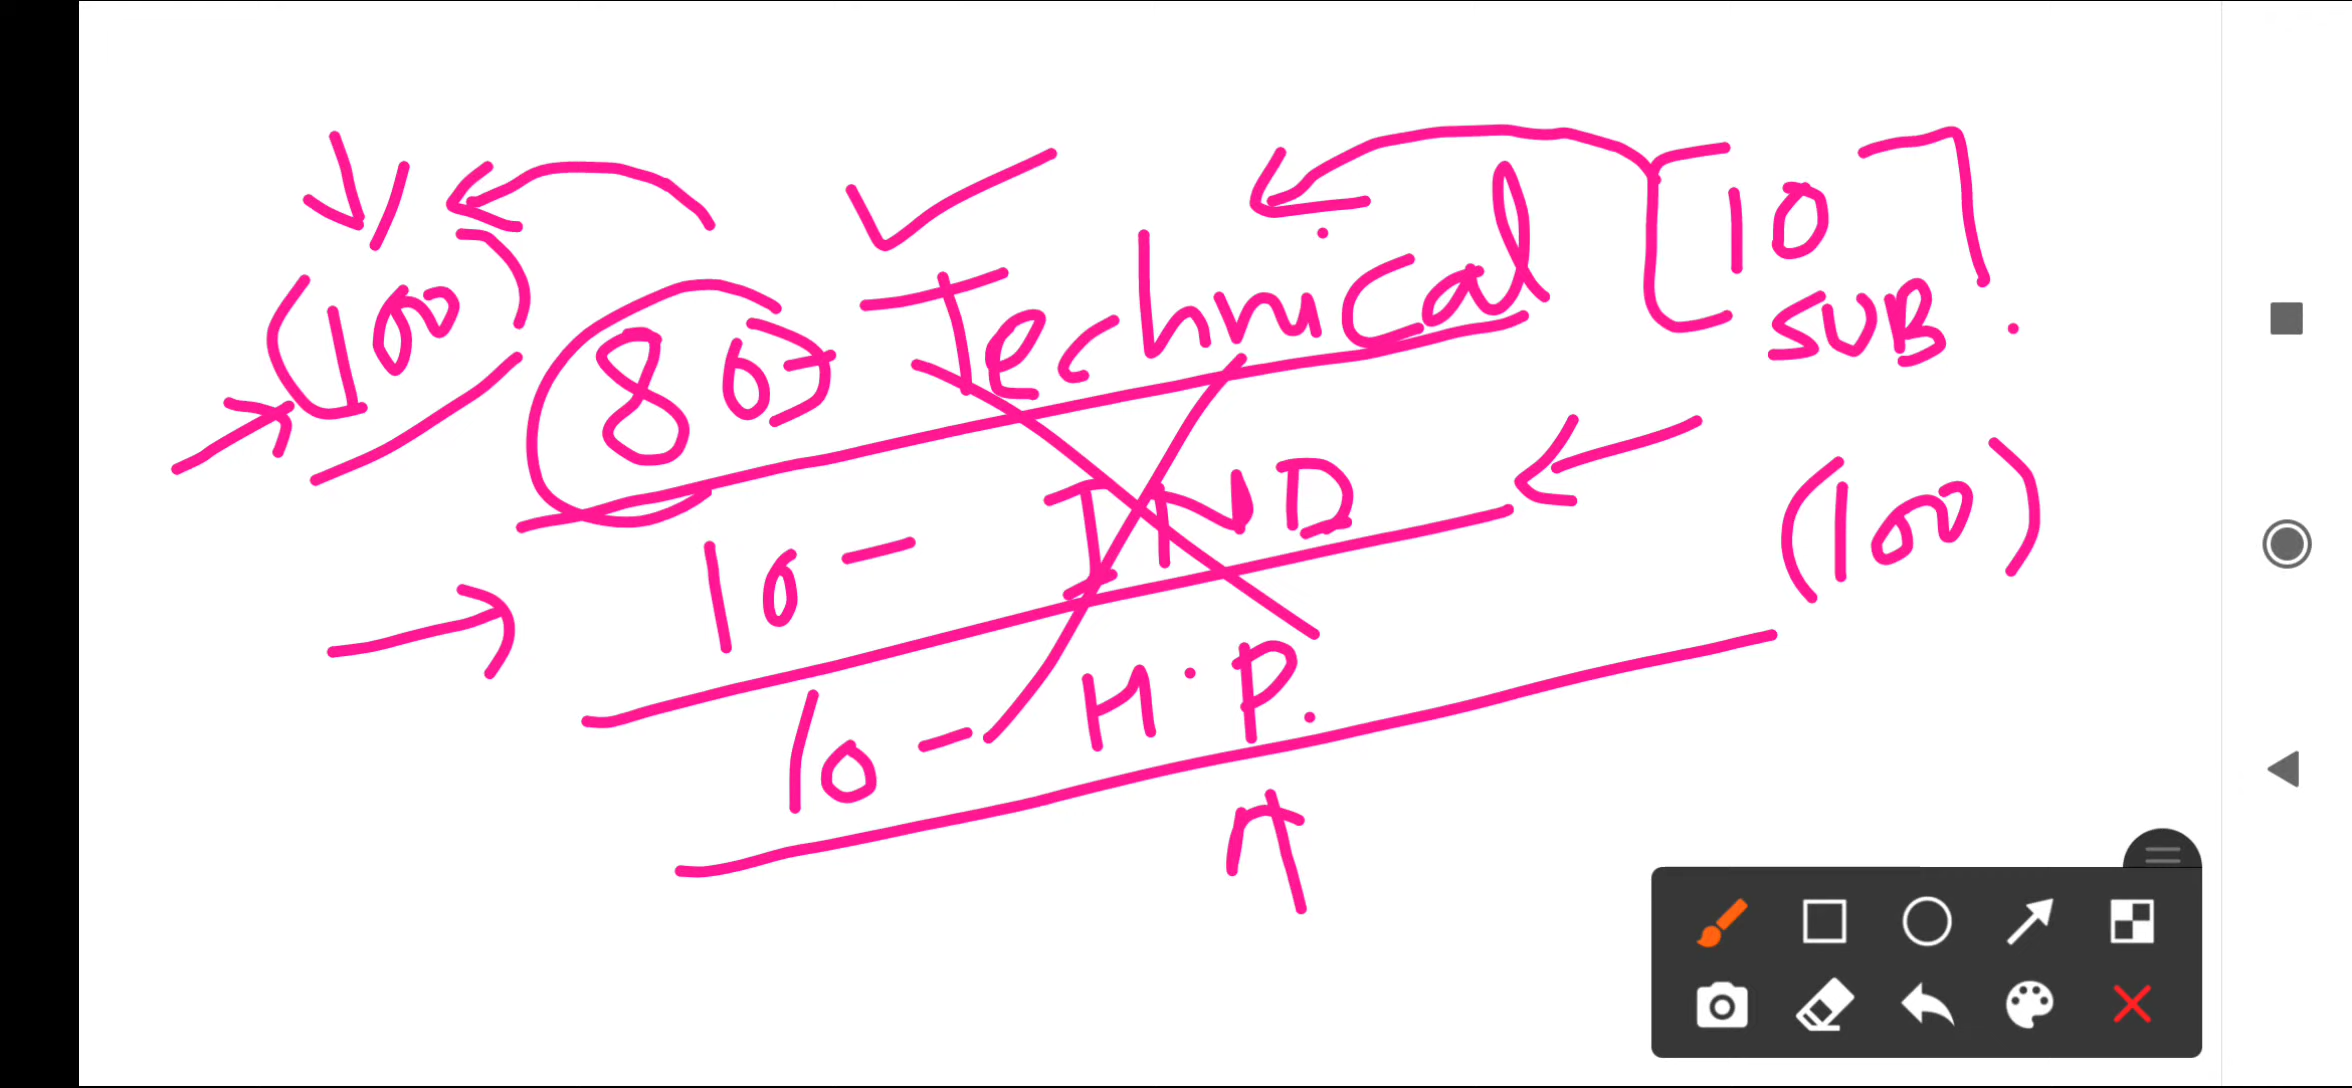 (100)
80 - Technical [10 SUB.]
10 - IND (100)
10 - H.P.